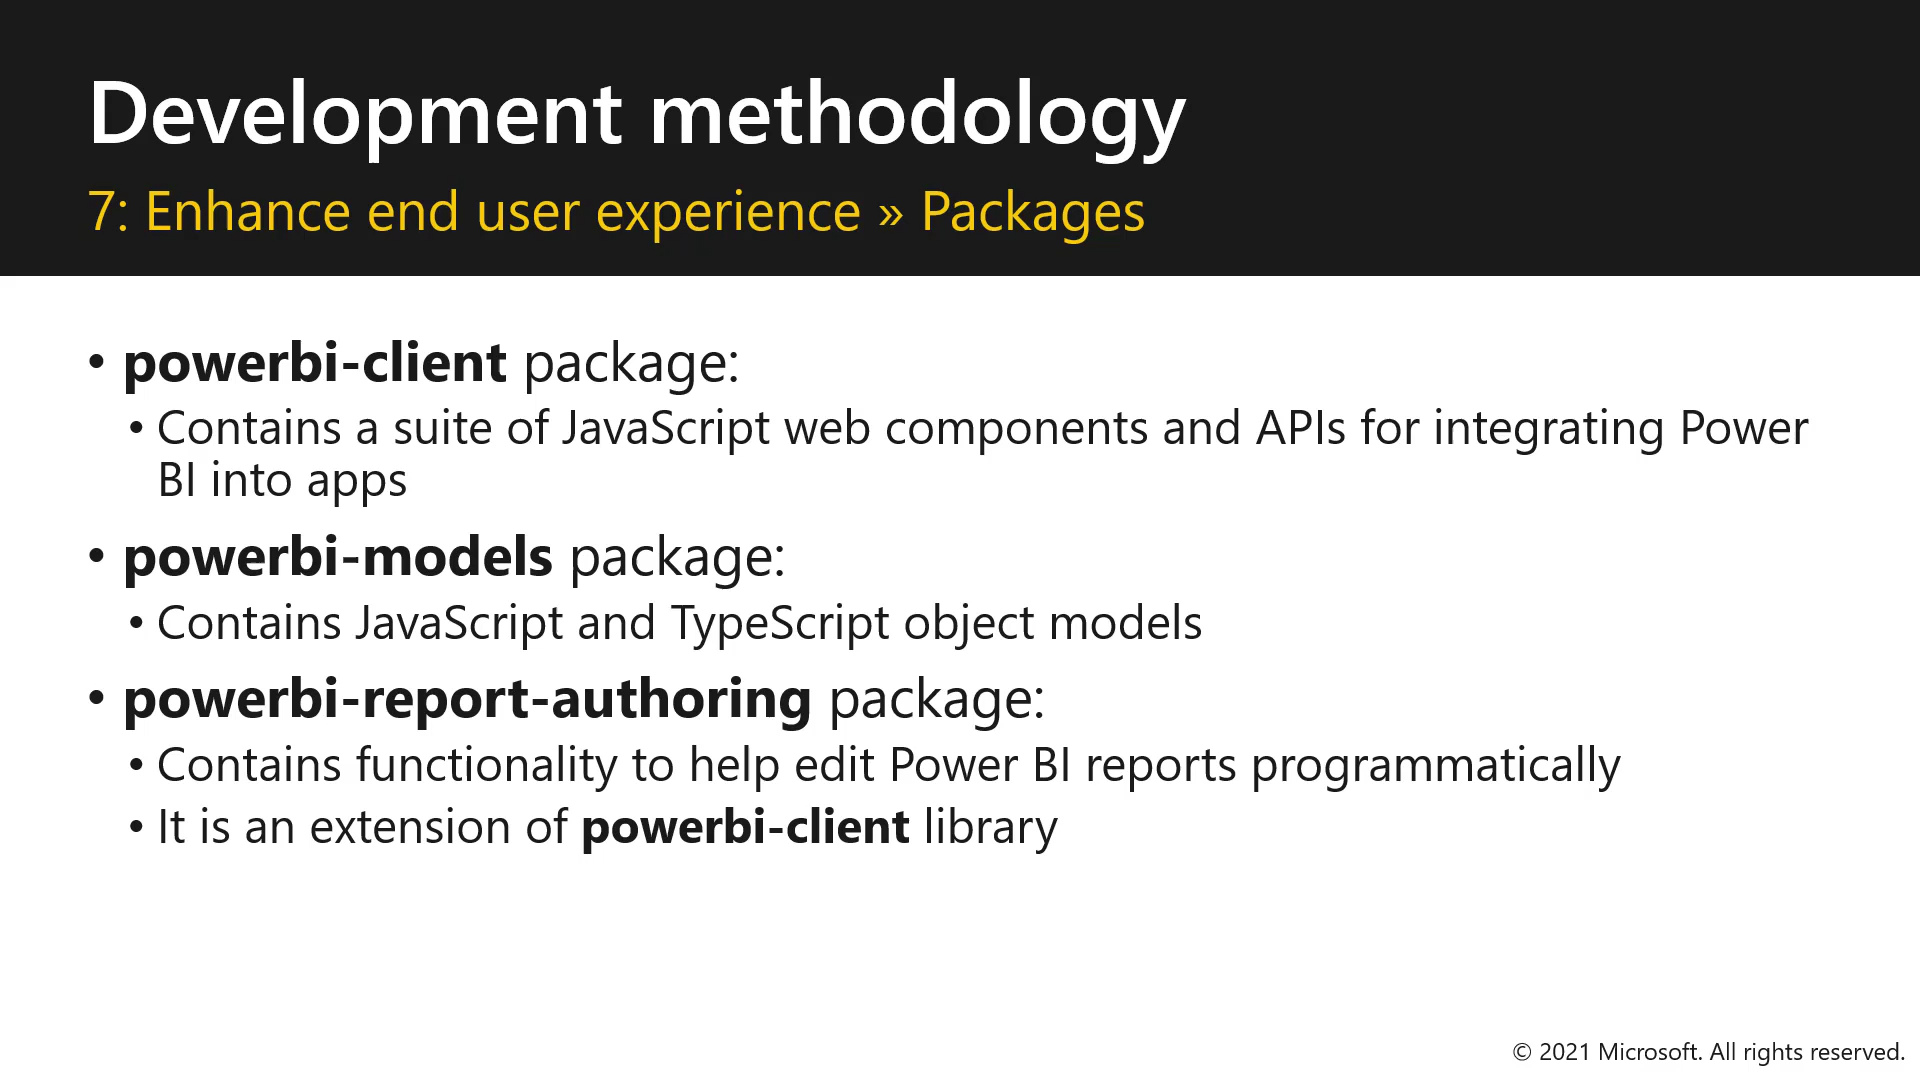 Development methodology
7: Enhance end user experience » Packages
• powerbi-client package:
• Contains a suite of JavaScript web components and APIs for integrating Power
BI into apps
• powerbi-models package:
• Contains JavaScript and TypeScript object models
• powerbi-report-authoring package:
• Contains functionality to help edit Power BI reports programmatically
• It is an extension of powerbi-client library
© 2021 Microsoft. All rights reserved.